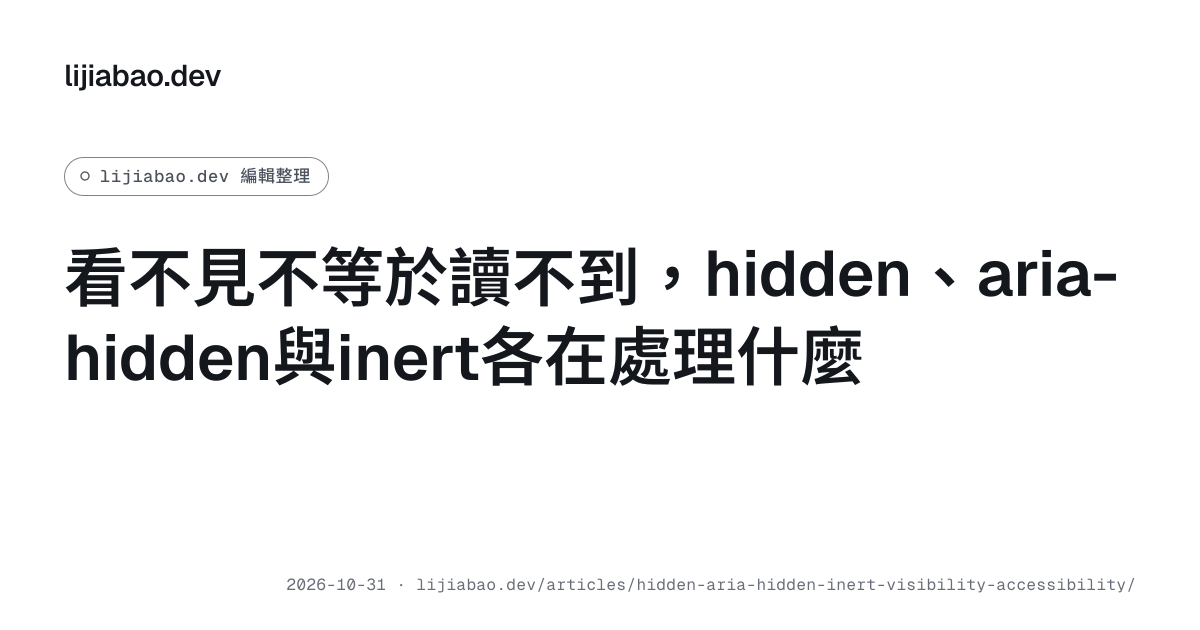 lijiabao.dev
lijiabao.dev 編輯整理
看不見不等於讀不到，hidden、aria-
hidden與inert各在處理什麼
2026-10-31 · lijiabao.dev/articles/hidden-aria-hidden-inert-visibility-accessibility/